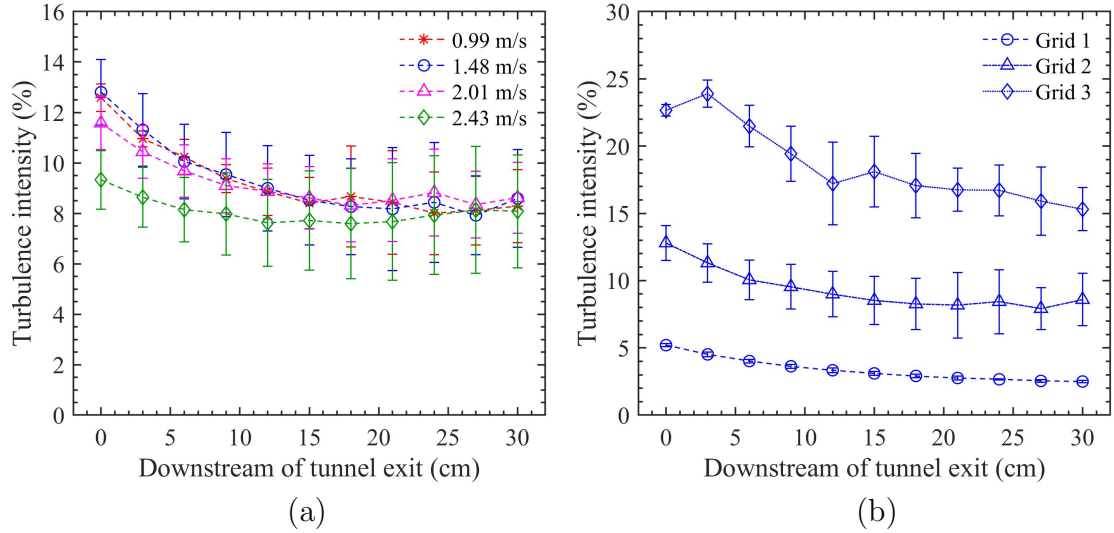 16
14
12
10
8
6
4
2
0
Turbulence intensity (%)
0.99 m/s
1.48 m/s
2.01 m/s
2.43 m/s
0 5 10 15 20 25 30
Downstream of tunnel exit (cm)
(a)
30
25
20
15
10
5
0
Turbulence intensity (%)
Grid 1
Grid 2
Grid 3
0 5 10 15 20 25 30
Downstream of tunnel exit (cm)
(b)